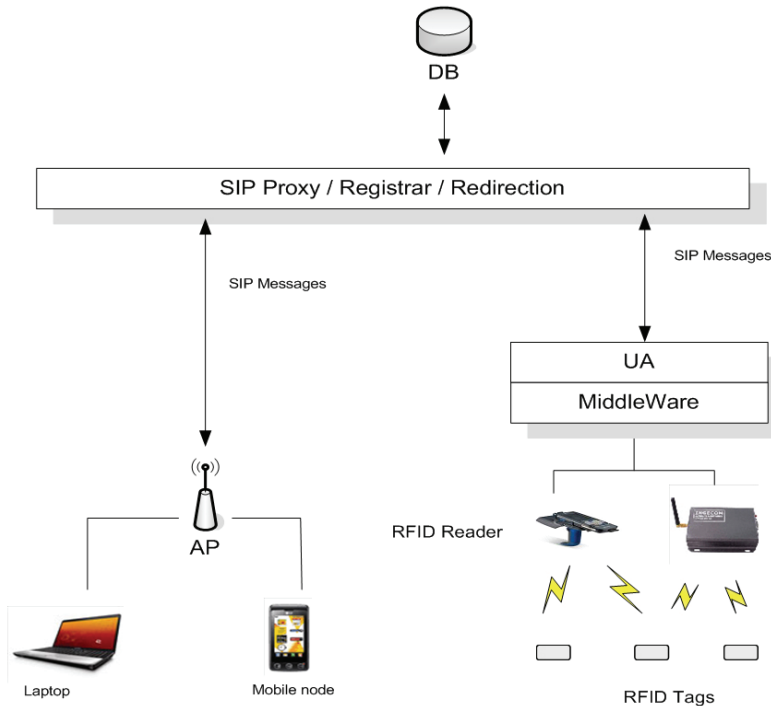 DB
SIP Proxy / Registrar / Redirection
SIP Messages
SIP Messages
UA
MiddleWare
AP
RFID Reader
Laptop
Mobile node
RFID Tags